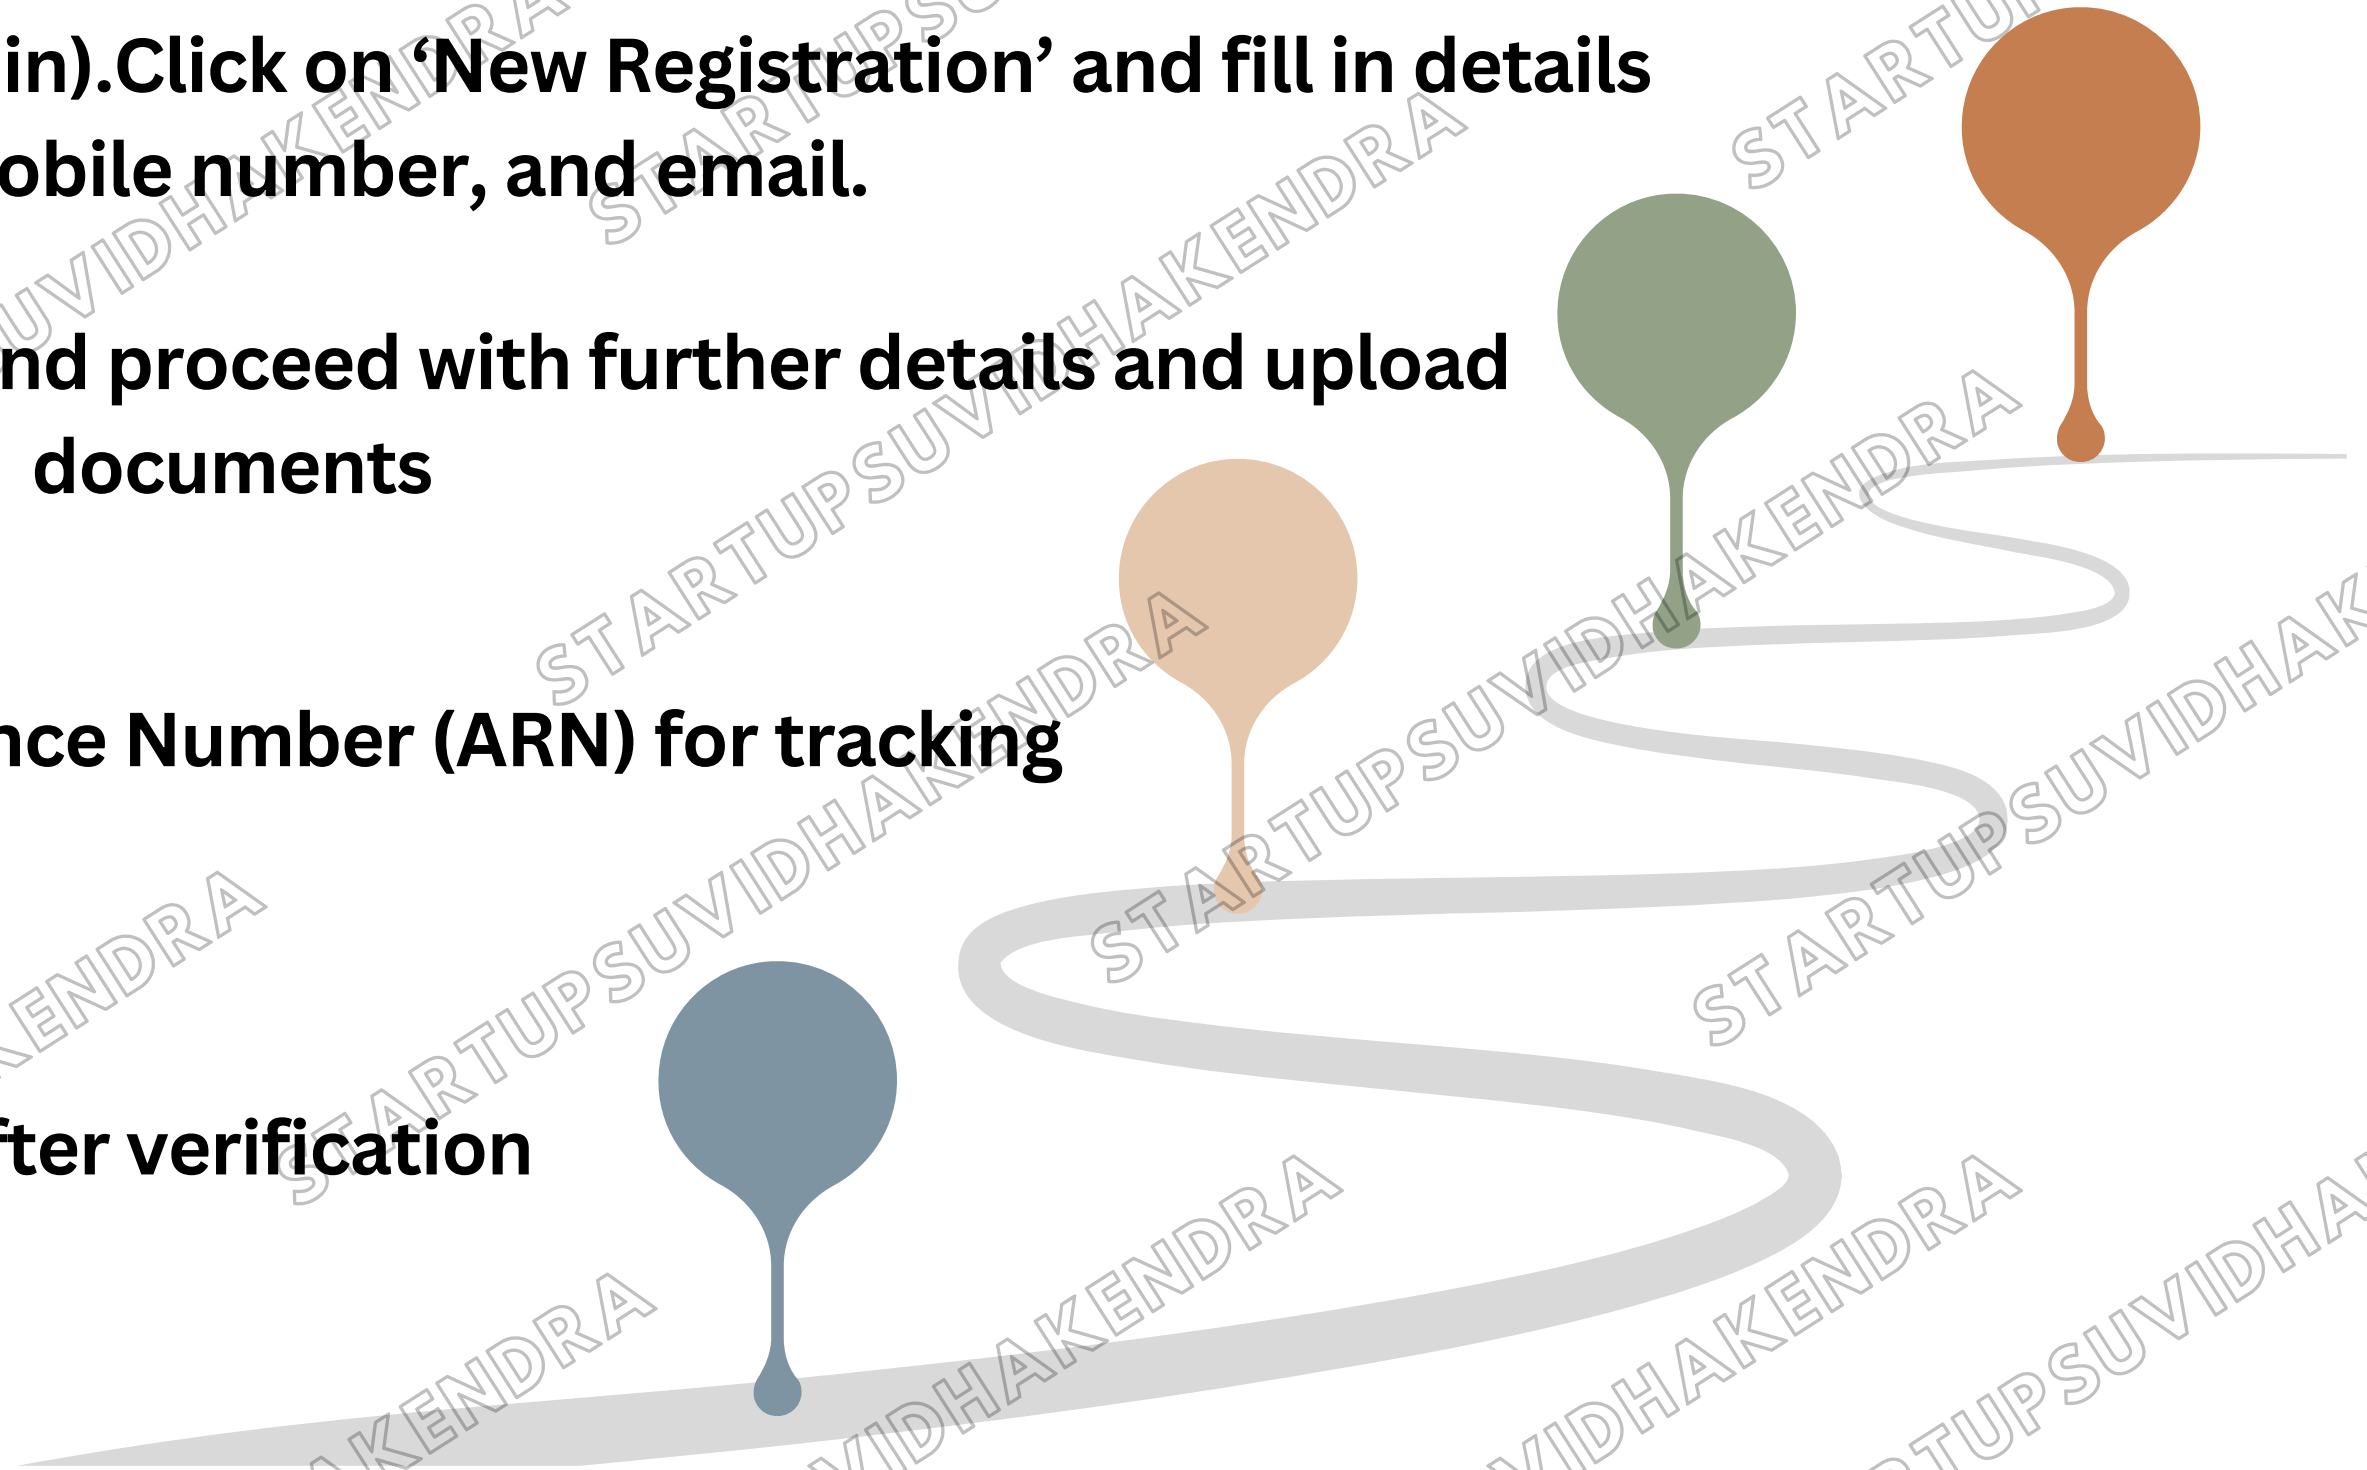 in).Click on ‘New Registration’ and fill in details
obile number, and email.
nd proceed with further details and upload
documents
nce Number (ARN) for tracking
fter verification
STARTUPSUVIDHAKENDRA